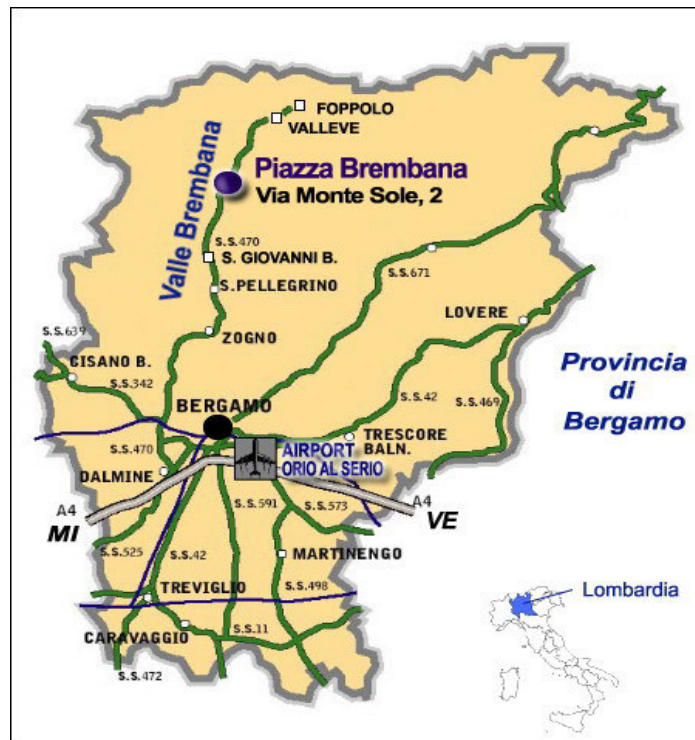 FOPPOLO
VALLEVE
Piazza Brembana
Via Monte Sole, 2
Valle Brembana
S.S.470
S. GIOVANNI B.
S.S.671
S.PELLEGRINO
LOVERE
S.S.639
ZOGNO
CISANO B.
Provincia
di
Bergamo
S.S.342
S.S.42
S.S.469
BERGAMO
TRESCORE
BALN.
S.S.470
AIRPORT
ORIO AL SERIO
DALMINE
A4
MI
A4
VE
S.S.591
S.S.573
S.S.525
S.S.42
MARTINENGO
TREVIGLIO
S.S.498
Lombardia
CARAVAGGIO
S.S.11
S.S.472